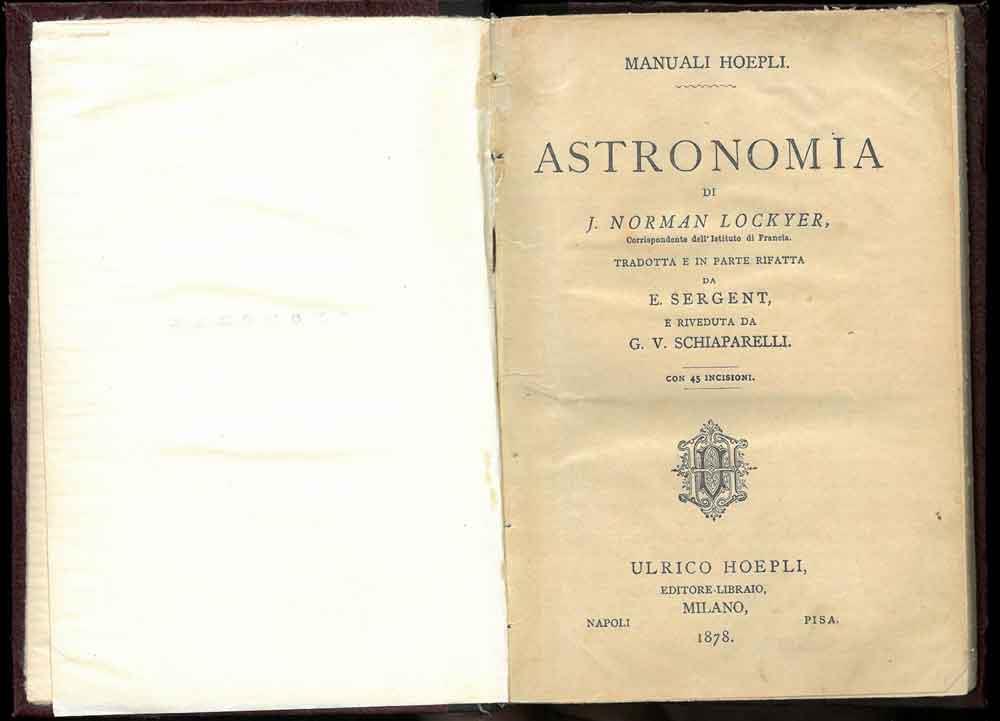 MANUALI HOEPLI.
ASTRONOMIA
DI
J. NORMAN LOCKYER,
Corrispondente dell'Istituto di Francia.
TRADOTTA E IN PARTE RIFATTA
DA
E. SERGENT,
E RIVEDUTA DA
G. V. SCHIAPARELLI.
CON 45 INCISIONI.
ULRICO HOEPLI,
EDITORE-LIBRAIO,
MILANO,
NAPOLI PISA.
1878.